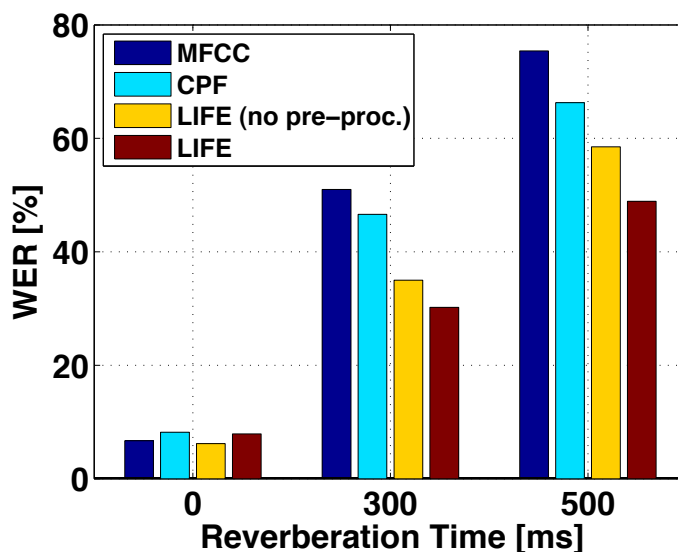 80
60
40
20
0
WER [%]
MFCC
CPF
LIFE (no pre-proc.)
LIFE
0 300 500
Reverberation Time [ms]